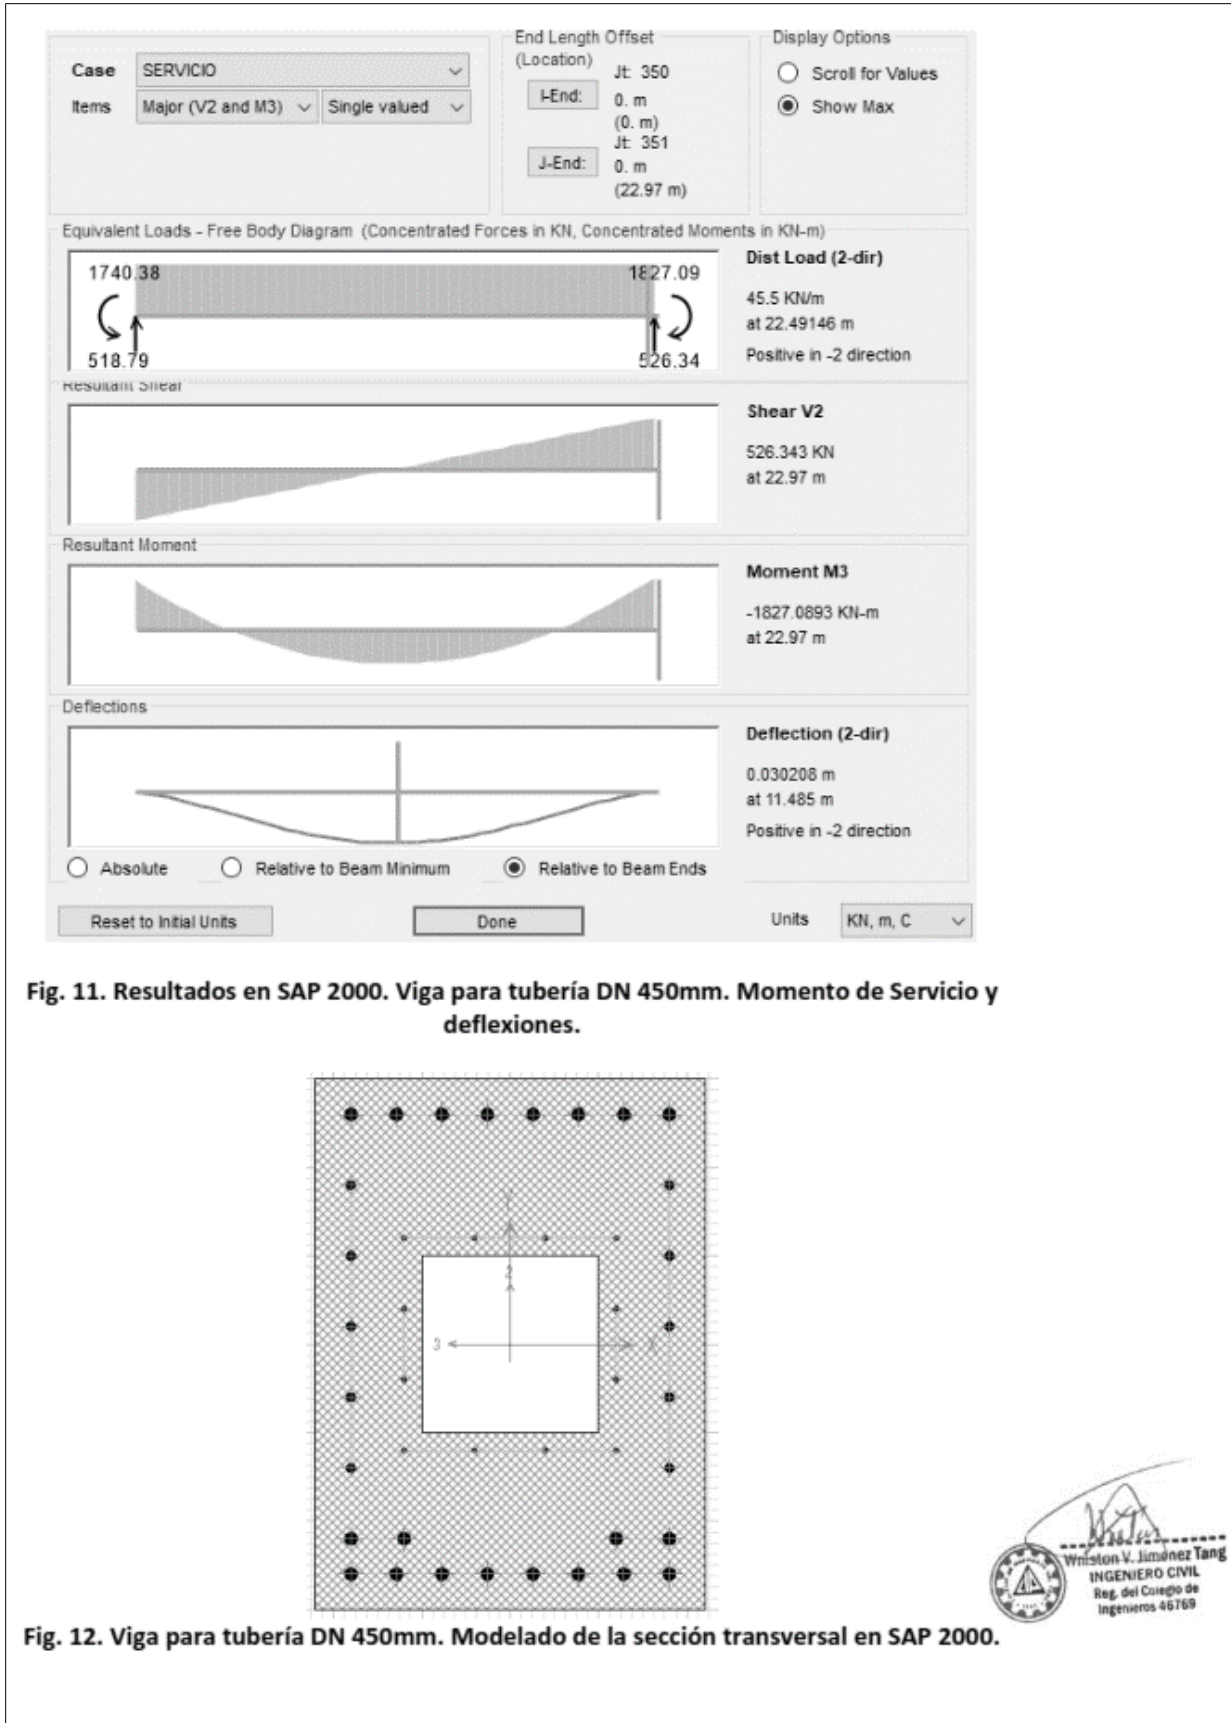 Case SERVICIO
Items Major (V2 and M3) Single valued
End Length Offset
(Location)
Jt: 350
I-End: 0. m
(0. m)
Jt: 351
J-End: 0. m
(22.97 m)
Display Options
Scroll for Values
Show Max
Equivalent Loads - Free Body Diagram (Concentrated Forces in KN, Concentrated Moments in KN-m)
1740.38 1827.09
518.79 526.34
Dist Load (2-dir)
45.5 KN/m
at 22.49146 m
Positive in -2 direction
Resultant Shear
Shear V2
526.343 KN
at 22.97 m
Resultant Moment
Moment M3
-1827.0893 KN-m
at 22.97 m
Deflections
Deflection (2-dir)
0.030208 m
at 11.485 m
Positive in -2 direction
Absolute Relative to Beam Minimum Relative to Beam Ends
Reset to Initial Units Done Units KN, m, C
Fig. 11. Resultados en SAP 2000. Viga para tubería DN 450mm. Momento de Servicio y
deflexiones.
Y
2
3 X
Winston V. Jiménez Tang
INGENIERO CIVIL
Reg. del Colegio de
Ingenieros 46769
Fig. 12. Viga para tubería DN 450mm. Modelado de la sección transversal en SAP 2000.